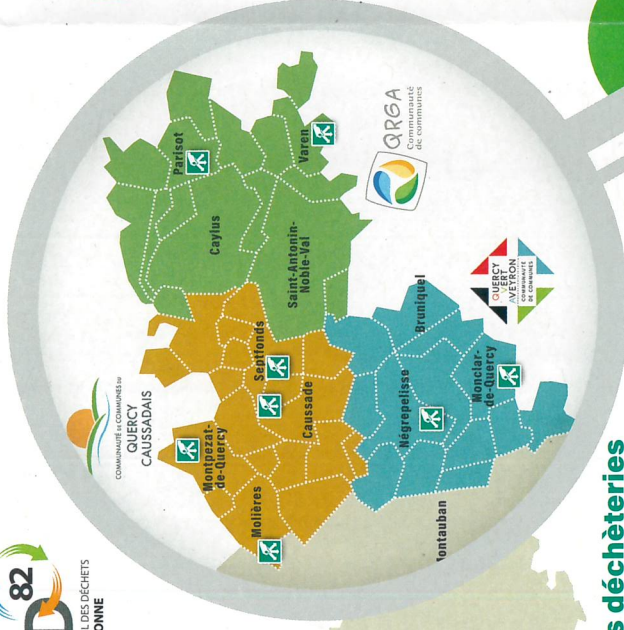 82
L DES DÉCHETS
ONNE
COMMUNAUTÉ DE COMMUNES DU
QUERCY
CAUSSADAIS
Montpezat-
de-Quercy
Molières
Septfonds
Caussade
Parisot
Caylus
Varen
Saint-Antonin-
Noble-Val
QRGA
Communauté
de communes
Négrepelisse
Bruniquel
Monclar-
de-Quercy
QUERCY
VERT
AVEYRON
COMMUNAUTÉ
DE COMMUNES
ontauban
s déchèteries